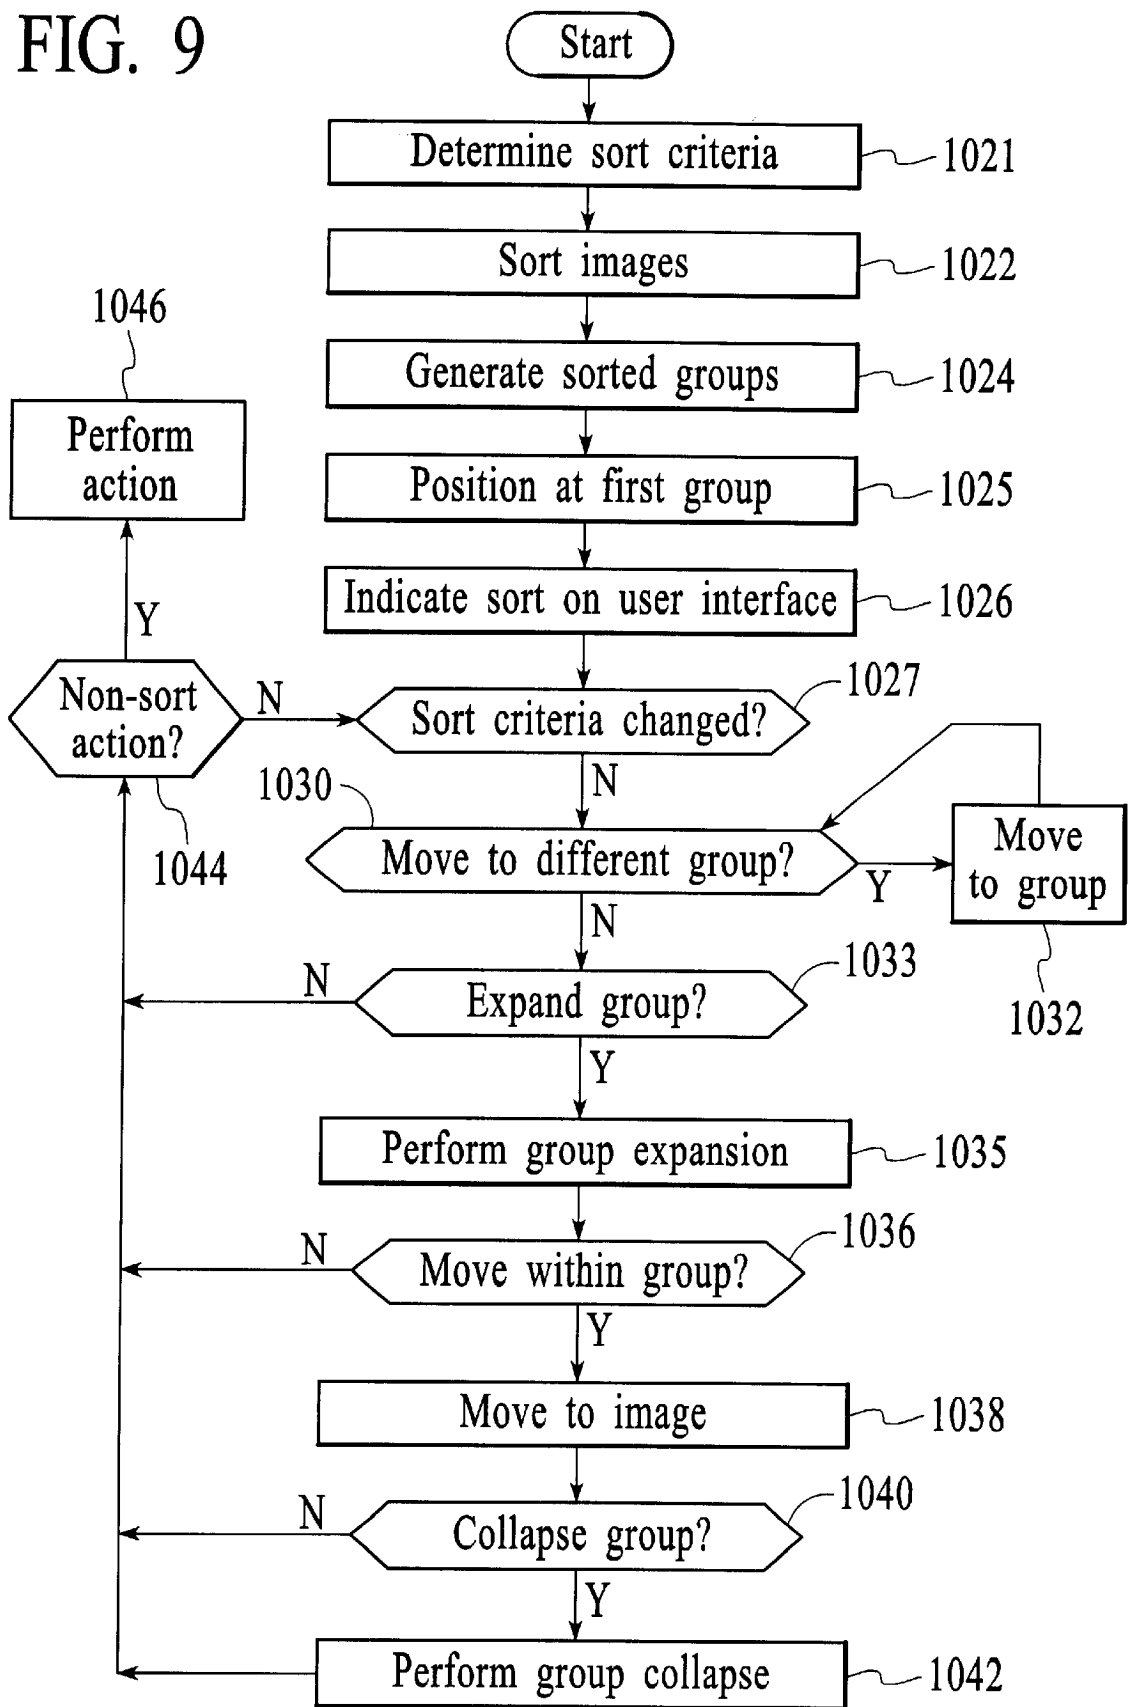 FIG. 9
Start
Determine sort criteria
1021
Sort images
1022
1046
Generate sorted groups
1024
Perform
action
Position at first group
1025
Indicate sort on user interface
1026
Y
Non-sort
action?
N
Sort criteria changed?
1027
1030
N
1044
Move to different group?
Y
Move
to group
N
1032
N
Expand group?
1033
Y
Perform group expansion
1035
N
Move within group?
1036
Y
Move to image
1038
N
Collapse group?
1040
Y
Perform group collapse
1042